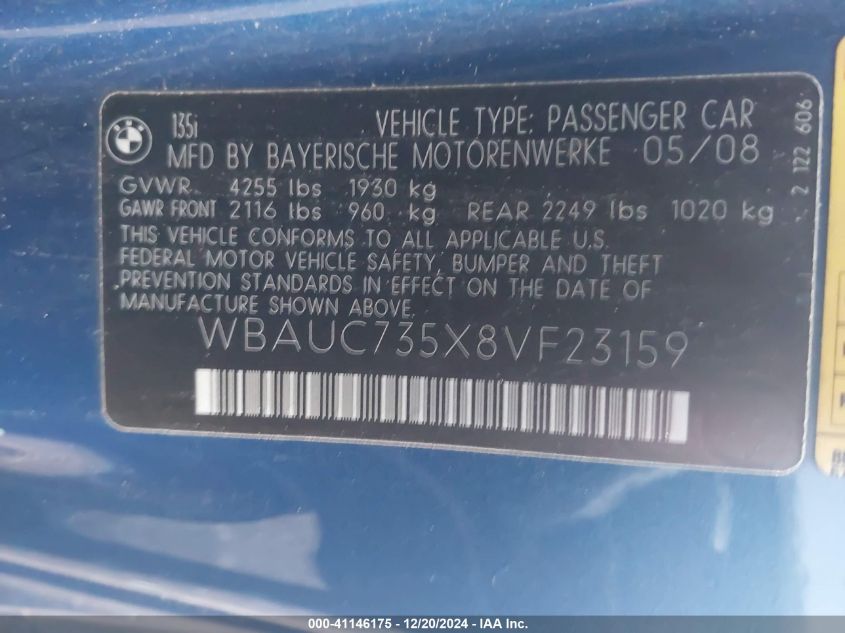 BMW
135i
VEHICLE TYPE: PASSENGER CAR
MFD BY BAYERISCHE MOTORENWERKE 05/08
GVWR 4255 lbs 1930 kg
GAWR FRONT 2116 lbs 960 kg REAR 2249 lbs 1020 kg
THIS VEHICLE CONFORMS TO ALL APPLICABLE U.S.
FEDERAL MOTOR VEHICLE SAFETY, BUMPER AND THEFT
PREVENTION STANDARDS IN EFFECT ON THE DATE OF
MANUFACTURE SHOWN ABOVE.
WBAUC735X8VF23159
2 122 606
000-41146175 - 12/20/2024 - IAA Inc.